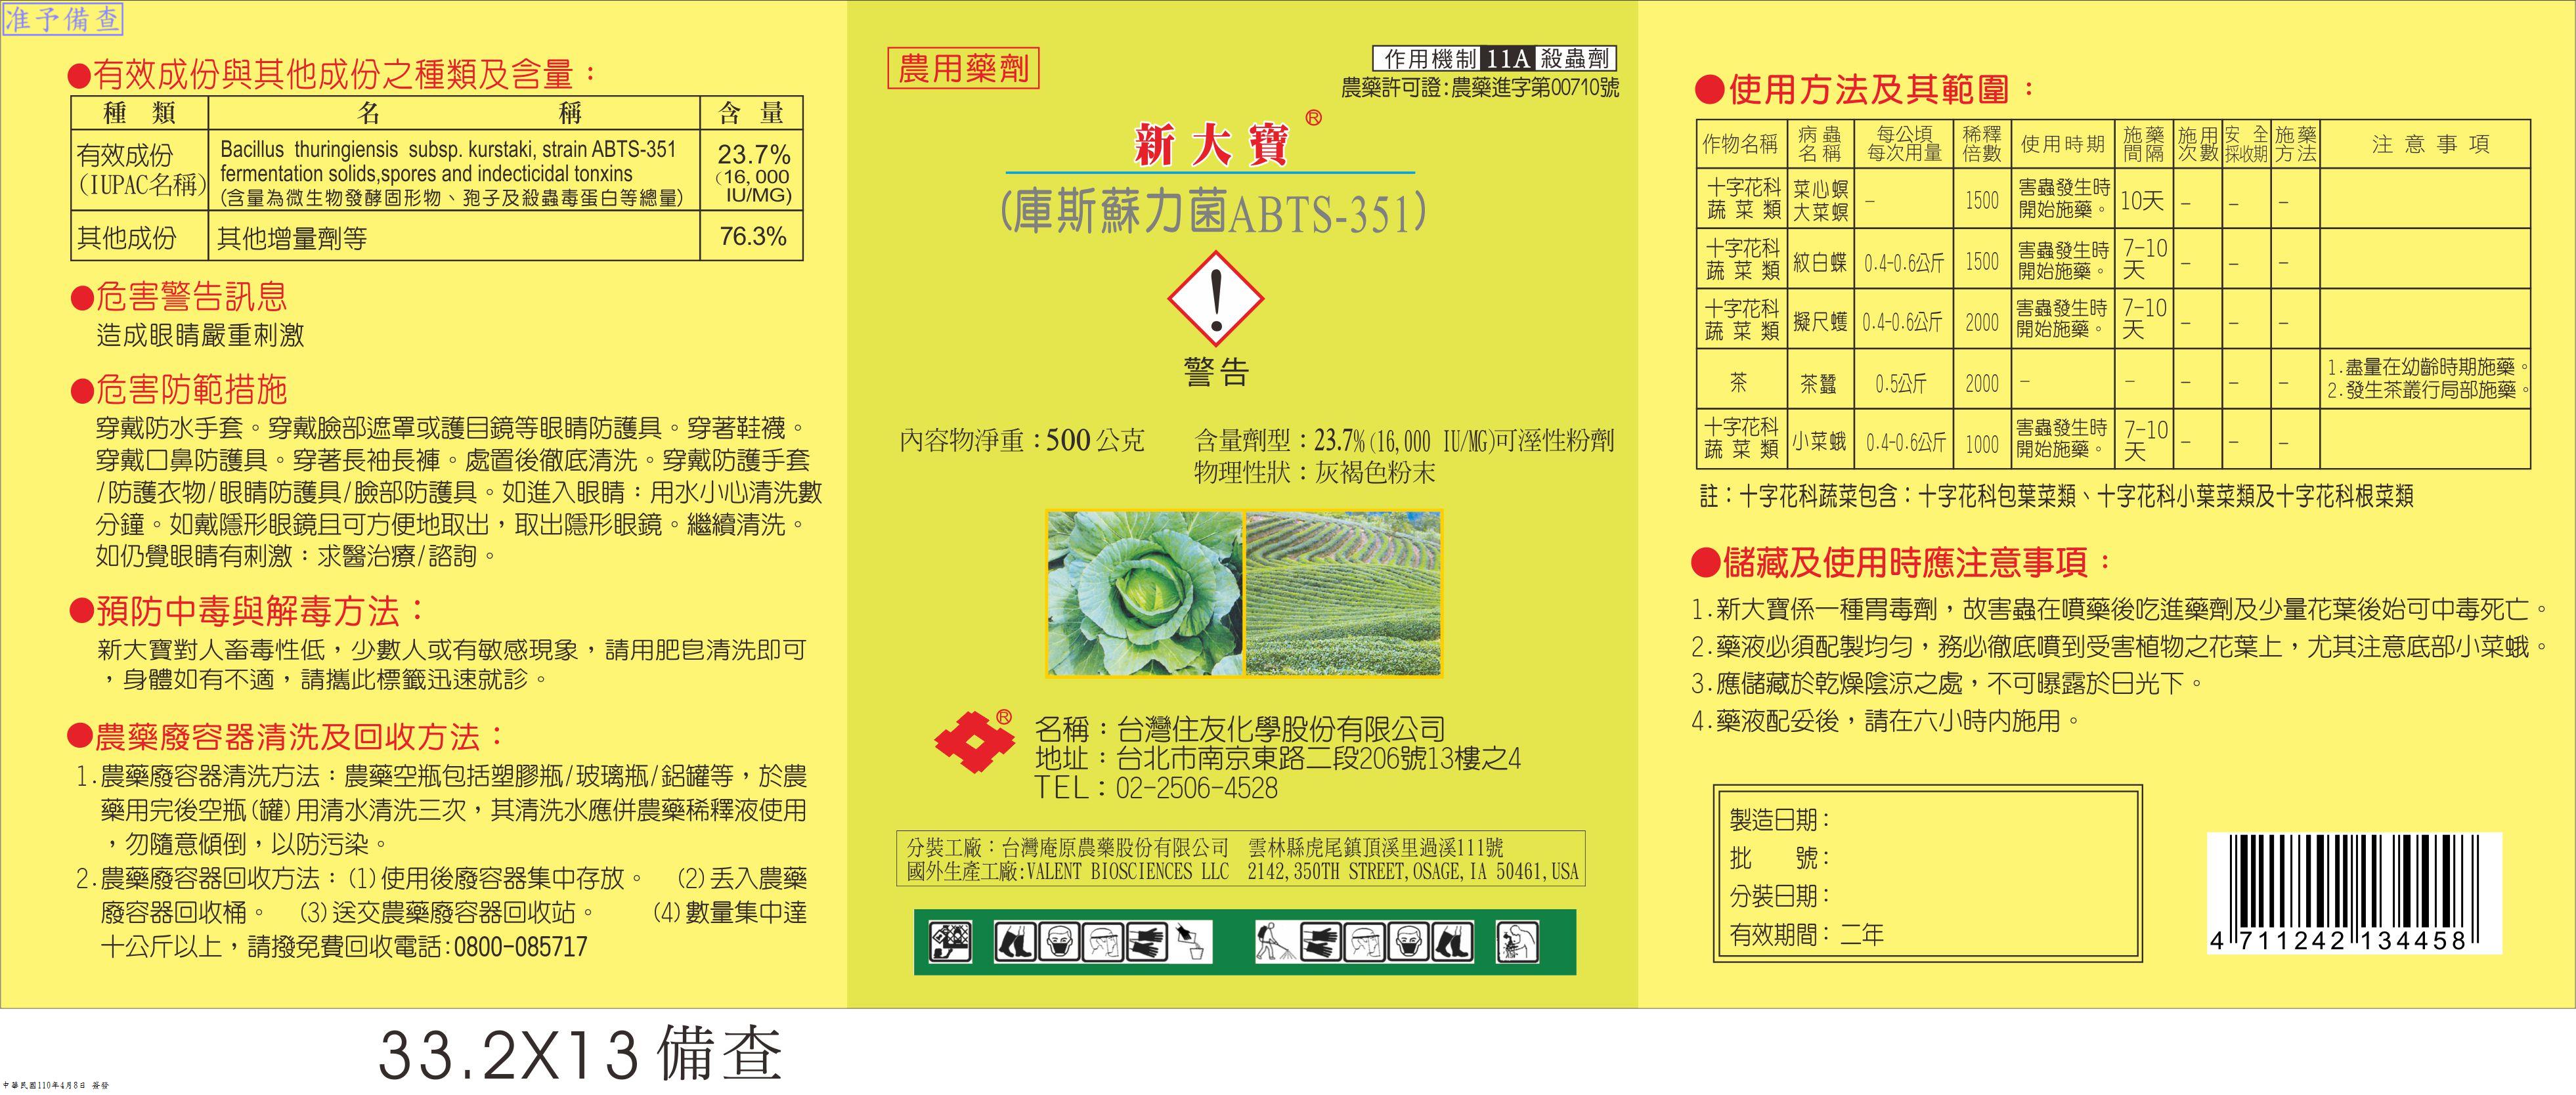 准予備查
●有效成份與其他成份之種類及含量：
種 類 名 稱 含 量
有效成份 Bacillus thuringiensis subsp. kurstaki, strain ABTS-351 23.7%
(IUPAC名稱) fermentation solids,spores and indecticidal tonxins (16,000
(含量為微生物發酵固形物、孢子及殺蟲毒蛋白等總量) IU/MG)
其他成份 其他增量劑等 76.3%
●危害警告訊息
造成眼睛嚴重刺激
●危害防範措施
穿戴防水手套。穿戴臉部遮罩或護目鏡等眼睛防護具。穿著鞋襪。
穿戴口鼻防護具。穿著長袖長褲。處置後徹底清洗。穿戴防護手套
/防護衣物/眼睛防護具/臉部防護具。如進入眼睛：用水小心清洗數
分鐘。如戴隱形眼鏡且可方便地取出，取出隱形眼鏡。繼續清洗。
如仍覺眼睛有刺激：求醫治療/諮詢。
●預防中毒與解毒方法：
新大寶對人畜毒性低，少數人或有敏感現象，請用肥皂清洗即可
，身體如有不適，請攜此標籤迅速就診。
●農藥廢容器清洗及回收方法：
1.農藥廢容器清洗方法：農藥空瓶包括塑膠瓶/玻璃瓶/鋁罐等，於農
藥用完後空瓶(罐)用清水清洗三次，其清洗水應併農藥稀釋液使用
，勿隨意傾倒，以防污染。
2.農藥廢容器回收方法：(1)使用後廢容器集中存放。 (2)丟入農藥
廢容器回收桶。 (3)送交農藥廢容器回收站。 (4)數量集中達
十公斤以上，請撥免費回收電話:0800-085717
農用藥劑
作用機制 11A 殺蟲劑
農藥許可證:農藥進字第00710號
新大寶®
(庫斯蘇力菌ABTS-351)
!
警告
內容物淨重：500公克 含量劑型：23.7%(16,000 IU/MG)可溼性粉劑
物理性狀：灰褐色粉末
®
名稱：台灣住友化學股份有限公司
地址：台北市南京東路二段206號13樓之4
TEL：02-2506-4528
分裝工廠：台灣庵原農藥股份有限公司 雲林縣虎尾鎮頂溪里過溪111號
國外生產工廠:VALENT BIOSCIENCES LLC 2142,350TH STREET,OSAGE,IA 50461,USA
●使用方法及其範圍：
作物名稱 病蟲名稱 每公頃每次用量 稀釋倍數 使用時期 施藥間隔 施用次數 安全採收期 施藥方法 注意事項
十字花科 菜心螟 － 1500 害蟲發生時 10天 － － －
蔬菜類 大菜螟 開始施藥。
十字花科 紋白蝶 0.4-0.6公斤 1500 害蟲發生時 7-10 － － －
蔬菜類 開始施藥。 天
十字花科 擬尺蠖 0.4-0.6公斤 2000 害蟲發生時 7-10 － － －
蔬菜類 開始施藥。 天
茶 茶蠶 0.5公斤 2000 － － － － － 1.盡量在幼齡時期施藥。
2.發生茶叢行局部施藥。
十字花科 小菜蛾 0.4-0.6公斤 1000 害蟲發生時 7-10 － － －
蔬菜類 開始施藥。 天
註：十字花科蔬菜包含：十字花科包葉菜類、十字花科小葉菜類及十字花科根菜類
●儲藏及使用時應注意事項：
1.新大寶係一種胃毒劑，故害蟲在噴藥後吃進藥劑及少量花葉後始可中毒死亡。
2.藥液必須配製均勻，務必徹底噴到受害植物之花葉上，尤其注意底部小菜蛾。
3.應儲藏於乾燥陰涼之處，不可曝露於日光下。
4.藥液配妥後，請在六小時內施用。
製造日期：
批 號：
分裝日期：
有效期間：二年
4 711242 134458
33.2X13備查
中華民國110年4月8日 簽發